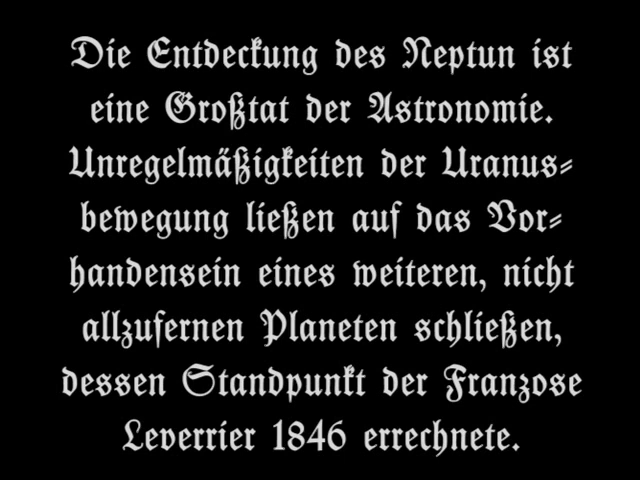 Die Entdeckung des Neptun ist
eine Großtat der Astronomie.
Unregelmäßigkeiten der Uranus-
bewegung ließen auf das Vor-
handensein eines weiteren, nicht
allzufernen Planeten schließen,
dessen Standpunkt der Franzose
Leverrier 1846 errechnete.